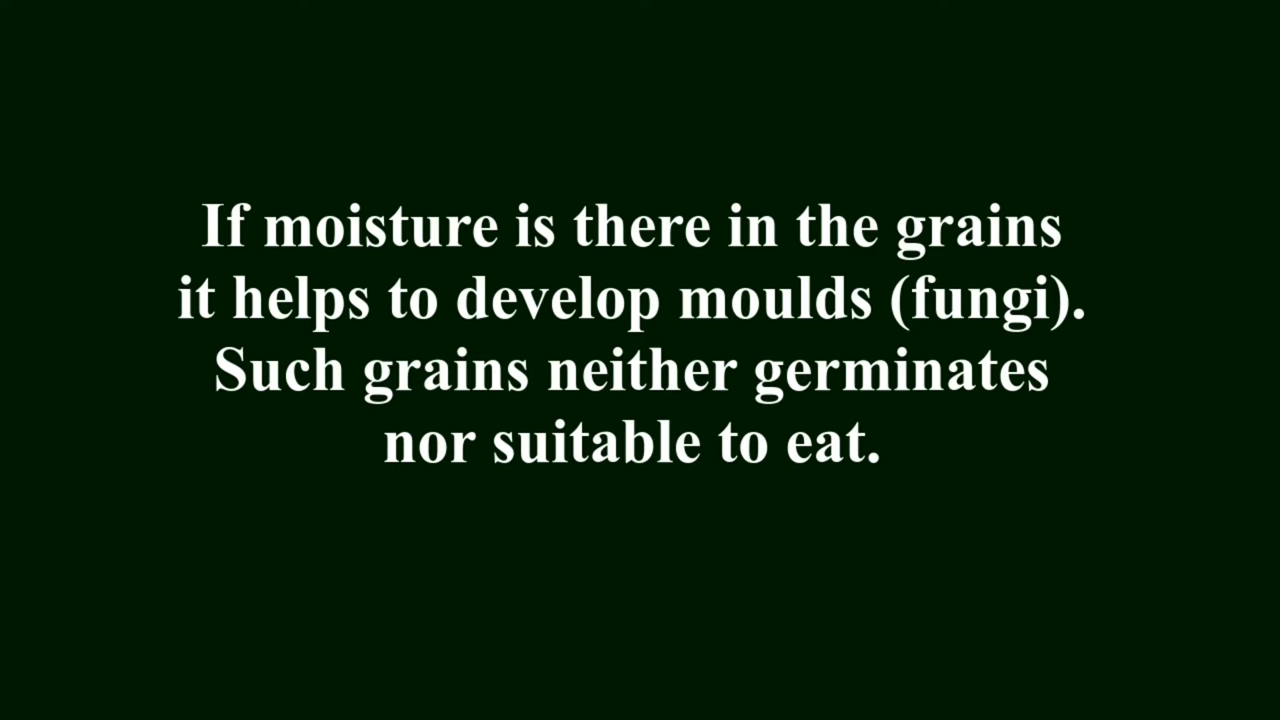 If moisture is there in the grains
it helps to develop moulds (fungi).
Such grains neither germinates
nor suitable to eat.